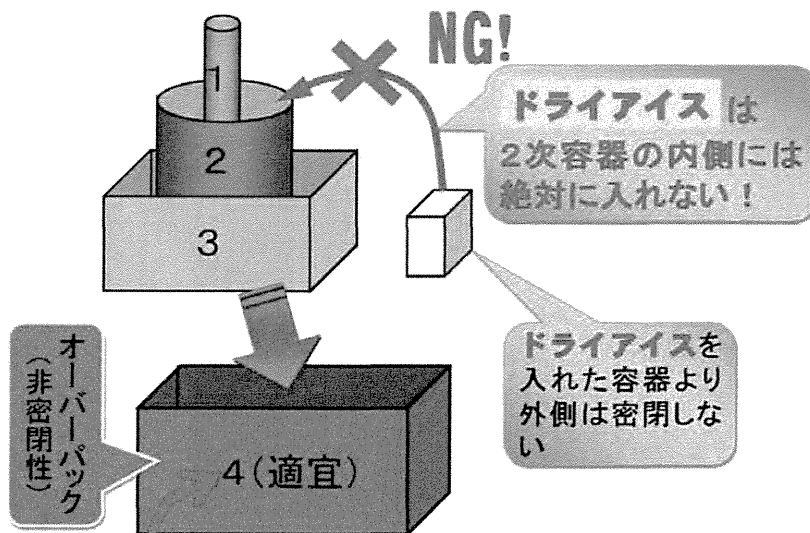 NG!
1
ドライアイス は
2次容器の内側には
絶対に入れない!
2
3
ドライアイスを
入れた容器より
外側は密閉しな
い
オーバーパック
(非密閉性)
4(適宜)